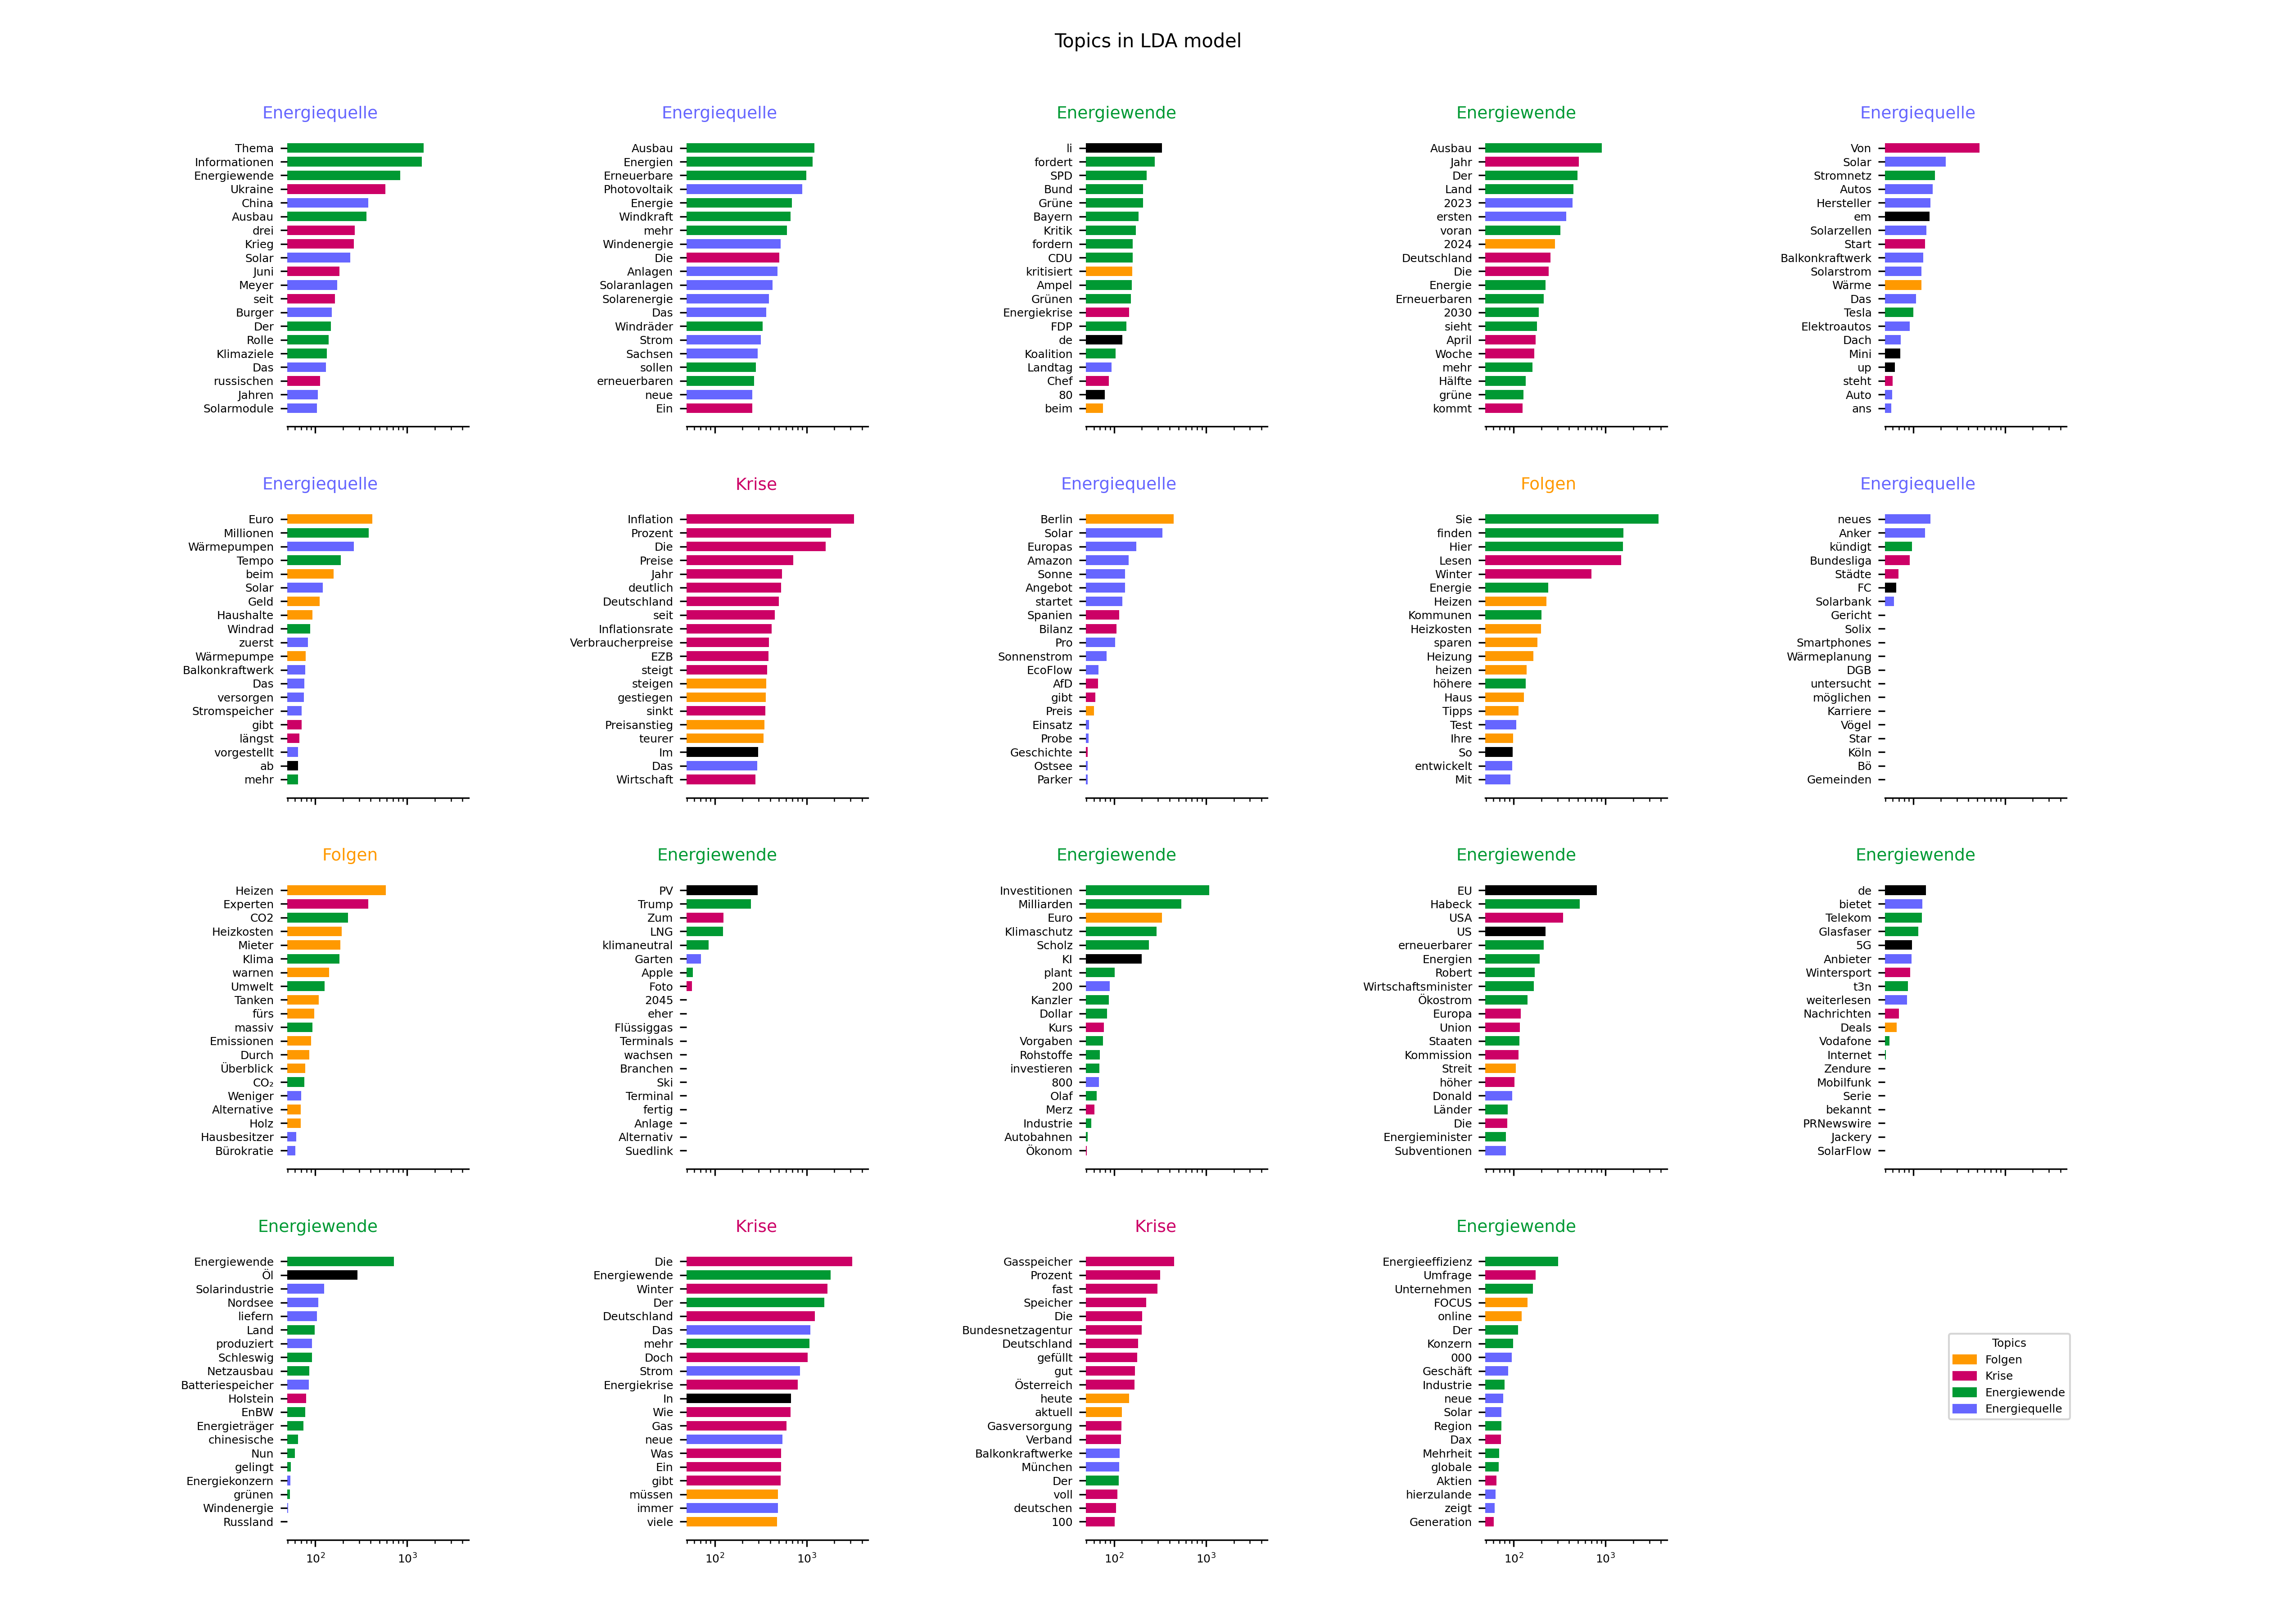 Topics in LDA model
Energiequelle
Thema
Informationen
Energiewende
Ukraine
China
Ausbau
drei
Krieg
Solar
Juni
Meyer
seit
Burger
Der
Rolle
Klimaziele
Das
russischen
Jahren
Solarmodule
Energiequelle
Ausbau
Energien
Erneuerbare
Photovoltaik
Energie
Windkraft
mehr
Windenergie
Die
Anlagen
Solaranlagen
Solarenergie
Das
Windräder
Strom
Sachsen
sollen
erneuerbaren
neue
Ein
Energiewende
li
fordert
SPD
Bund
Grüne
Bayern
Kritik
fordern
CDU
kritisiert
Ampel
Grünen
Energiekrise
FDP
de
Koalition
Landtag
Chef
80
beim
Energiewende
Ausbau
Jahr
Der
Land
2023
ersten
voran
2024
Deutschland
Die
Energie
Erneuerbaren
2030
sieht
April
Woche
mehr
Hälfte
grüne
kommt
Energiequelle
Von
Solar
Stromnetz
Autos
Hersteller
em
Solarzellen
Start
Balkonkraftwerk
Solarstrom
Wärme
Das
Tesla
Elektroautos
Dach
Mini
up
steht
Auto
ans
Energiequelle
Euro
Millionen
Wärmepumpen
Tempo
beim
Solar
Geld
Haushalte
Windrad
zuerst
Wärmepumpe
Balkonkraftwerk
Das
versorgen
Stromspeicher
gibt
längst
vorgestellt
ab
mehr
Krise
Inflation
Prozent
Die
Preise
Jahr
deutlich
Deutschland
seit
Inflationsrate
Verbraucherpreise
EZB
steigt
steigen
gestiegen
sinkt
Preisanstieg
teurer
Im
Das
Wirtschaft
Energiequelle
Berlin
Solar
Europas
Amazon
Sonne
Angebot
startet
Spanien
Bilanz
Pro
Sonnenstrom
EcoFlow
AfD
gibt
Preis
Einsatz
Probe
Geschichte
Ostsee
Parker
Folgen
Sie
finden
Hier
Lesen
Winter
Energie
Heizen
Kommunen
Heizkosten
sparen
Heizung
heizen
höhere
Haus
Tipps
Test
Ihre
So
entwickelt
Mit
Energiequelle
neues
Anker
kündigt
Bundesliga
Städte
FC
Solarbank
Gericht
Solix
Smartphones
Wärmeplanung
DGB
untersucht
möglichen
Karriere
Vögel
Star
Köln
Bö
Gemeinden
Folgen
Heizen
Experten
CO2
Heizkosten
Mieter
Klima
warnen
Umwelt
Tanken
fürs
massiv
Emissionen
Durch
Überblick
CO₂
Weniger
Alternative
Holz
Hausbesitzer
Bürokratie
Energiewende
PV
Trump
Zum
LNG
klimaneutral
Garten
Apple
Foto
2045
eher
Flüssiggas
Terminals
wachsen
Branchen
Ski
Terminal
fertig
Anlage
Alternativ
Suedlink
Energiewende
Investitionen
Milliarden
Euro
Klimaschutz
Scholz
KI
plant
200
Kanzler
Dollar
Kurs
Vorgaben
Rohstoffe
investieren
800
Olaf
Merz
Industrie
Autobahnen
Ökonom
Energiewende
EU
Habeck
USA
US
erneuerbarer
Energien
Robert
Wirtschaftsminister
Ökostrom
Europa
Union
Staaten
Kommission
Streit
höher
Donald
Länder
Die
Energieminister
Subventionen
Energiewende
de
bietet
Telekom
Glasfaser
5G
Anbieter
Wintersport
t3n
weiterlesen
Nachrichten
Deals
Vodafone
Internet
Zendure
Mobilfunk
Serie
bekannt
PRNewswire
Jackery
SolarFlow
Energiewende
Energiewende
Öl
Solarindustrie
Nordsee
liefern
Land
produziert
Schleswig
Netzausbau
Batteriespeicher
Holstein
EnBW
Energieträger
chinesische
Nun
gelingt
Energiekonzern
grünen
Windenergie
Russland
10² 10³
Krise
Die
Energiewende
Winter
Der
Deutschland
Das
mehr
Doch
Strom
Energiekrise
In
Wie
Gas
neue
Was
Ein
gibt
müssen
immer
viele
10² 10³
Krise
Gasspeicher
Prozent
fast
Speicher
Die
Bundesnetzagentur
Deutschland
gefüllt
gut
Österreich
heute
aktuell
Gasversorgung
Verband
Balkonkraftwerke
München
Der
voll
deutschen
100
10² 10³
Energiewende
Energieeffizienz
Umfrage
Unternehmen
FOCUS
online
Der
Konzern
000
Geschäft
Industrie
neue
Solar
Region
Dax
Mehrheit
globale
Aktien
hierzulande
zeigt
Generation
10² 10³
Topics
Folgen
Krise
Energiewende
Energiequelle